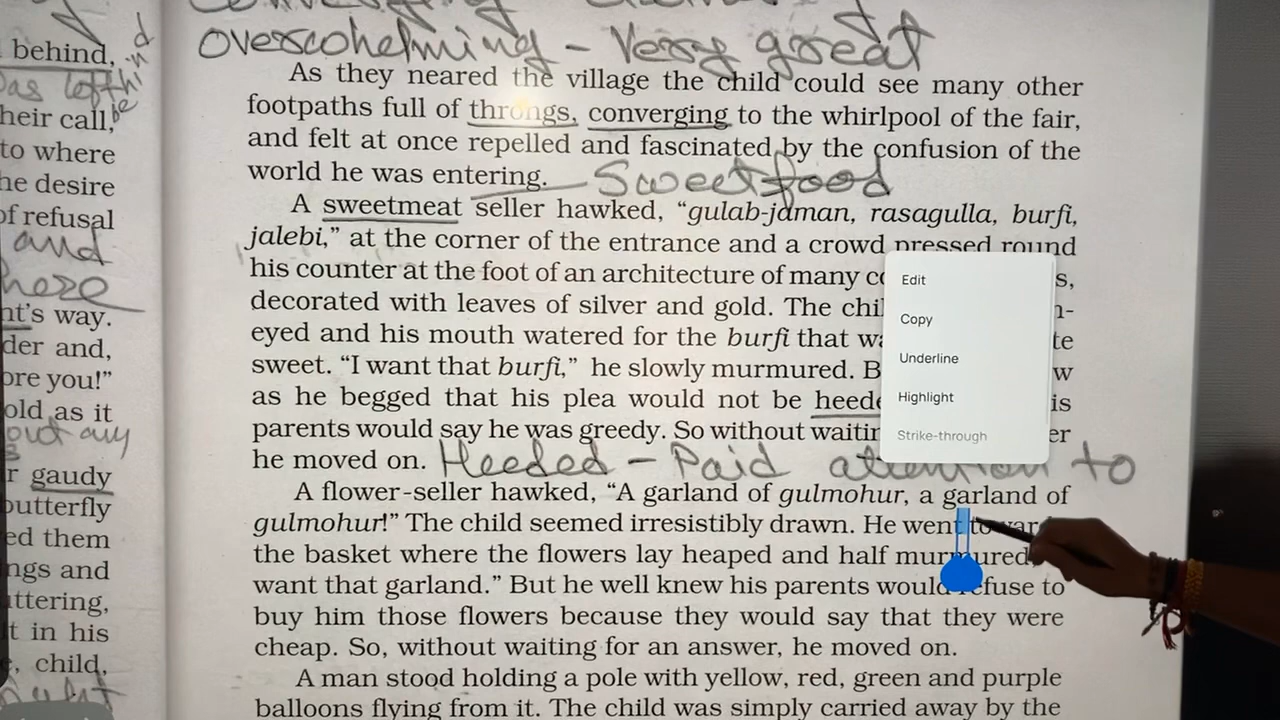 behind,
heir call,
to where
he desire
of refusal
and
here
nt's way.
der and,
ore you!"
old as it
out any
r gaudy
butterfly
ed them
ngs and
uttering,
t in his
, child,
overwhelming - Very great
As they neared the village the child could see many other
footpaths full of throngs, converging to the whirlpool of the fair,
and felt at once repelled and fascinated by the confusion of the
world he was entering. Sweet food
A sweetmeat seller hawked, “gulab-jaman, rasagulla, burfi,
jalebi,” at the corner of the entrance and a crowd pressed round
his counter at the foot of an architecture of many s,
decorated with leaves of silver and gold. The chi
eyed and his mouth watered for the burfi that te
sweet. “I want that burfi,” he slowly murmured. w
as he begged that his plea would not be heede is
parents would say he was greedy. So without waitin er
he moved on. Heeded - Paid attention to
A flower-seller hawked, “A garland of gulmohur, a garland of
gulmohur!” The child seemed irresistibly drawn. He went towar
the basket where the flowers lay heaped and half murmured,
want that garland.” But he well knew his parents would refuse to
buy him those flowers because they would say that they were
cheap. So, without waiting for an answer, he moved on.
A man stood holding a pole with yellow, red, green and purple
balloons flying from it. The child was simply carried away by the
Edit
Copy
Underline
Highlight
Strike-through